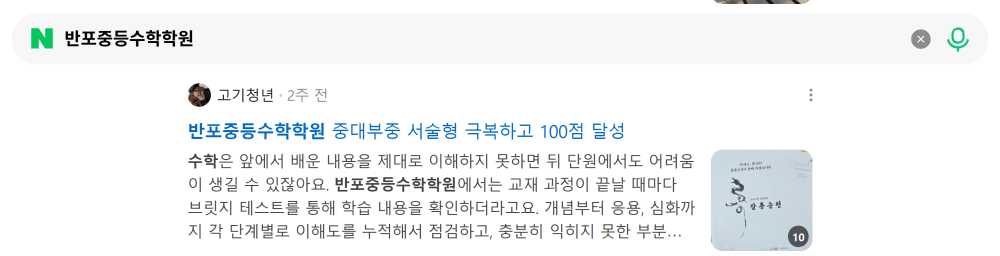 N 반포중등수학학원
고기청년 · 2주 전
반포중등수학학원 중대부중 서술형 극복하고 100점 달성
수학은 앞에서 배운 내용을 제대로 이해하지 못하면 뒤 단원에서도 어려움
이 생길 수 있잖아요. 반포중등수학학원에서는 교재 과정이 끝날 때마다
브릿지 테스트를 통해 학습 내용을 확인하더라고요. 개념부터 응용, 심화까
지 각 단계별로 이해도를 누적해서 점검하고, 충분히 익히지 못한 부분...
10